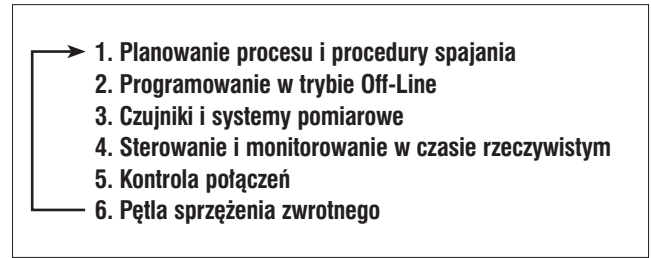 1. Planowanie procesu i procedury spajania
2. Programowanie w trybie Off-Line
3. Czujniki i systemy pomiarowe
4. Sterowanie i monitorowanie w czasie rzeczywistym
5. Kontrola połączeń
6. Pętla sprzężenia zwrotnego